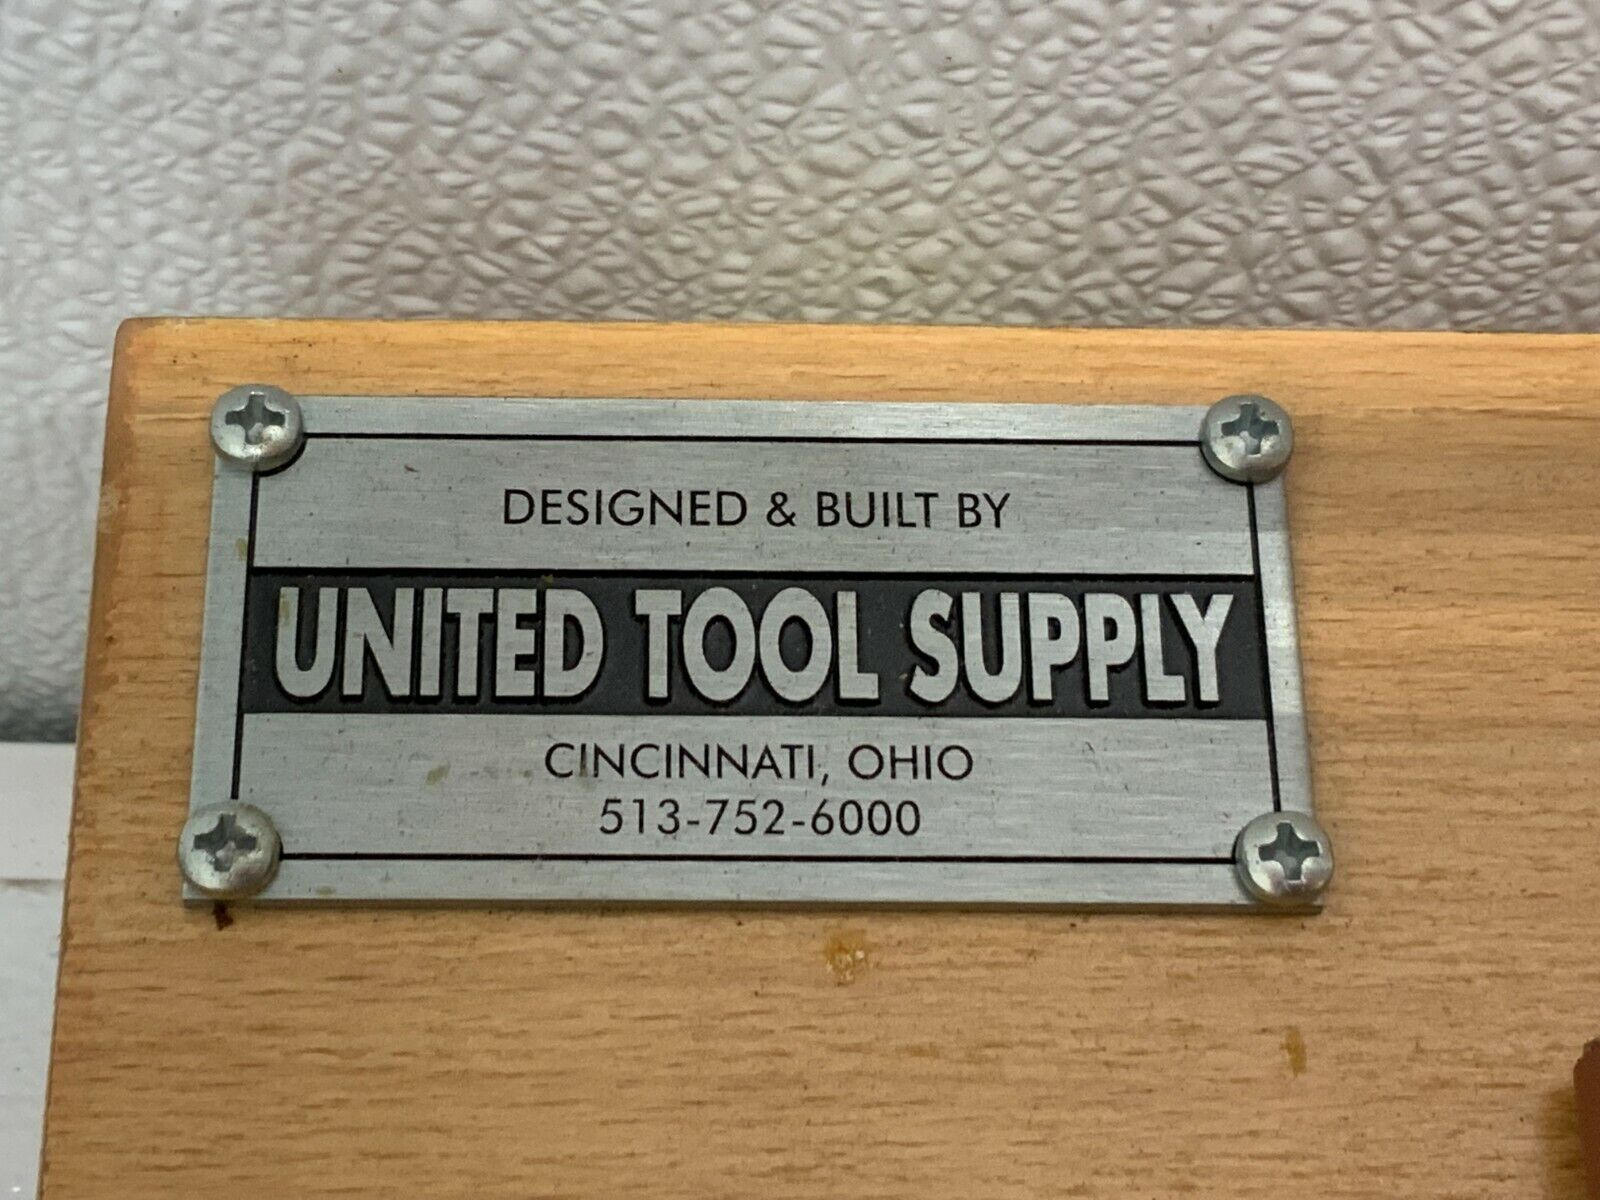 DESIGNED & BUILT BY
UNITED TOOL SUPPLY
CINCINNATI, OHIO
513-752-6000